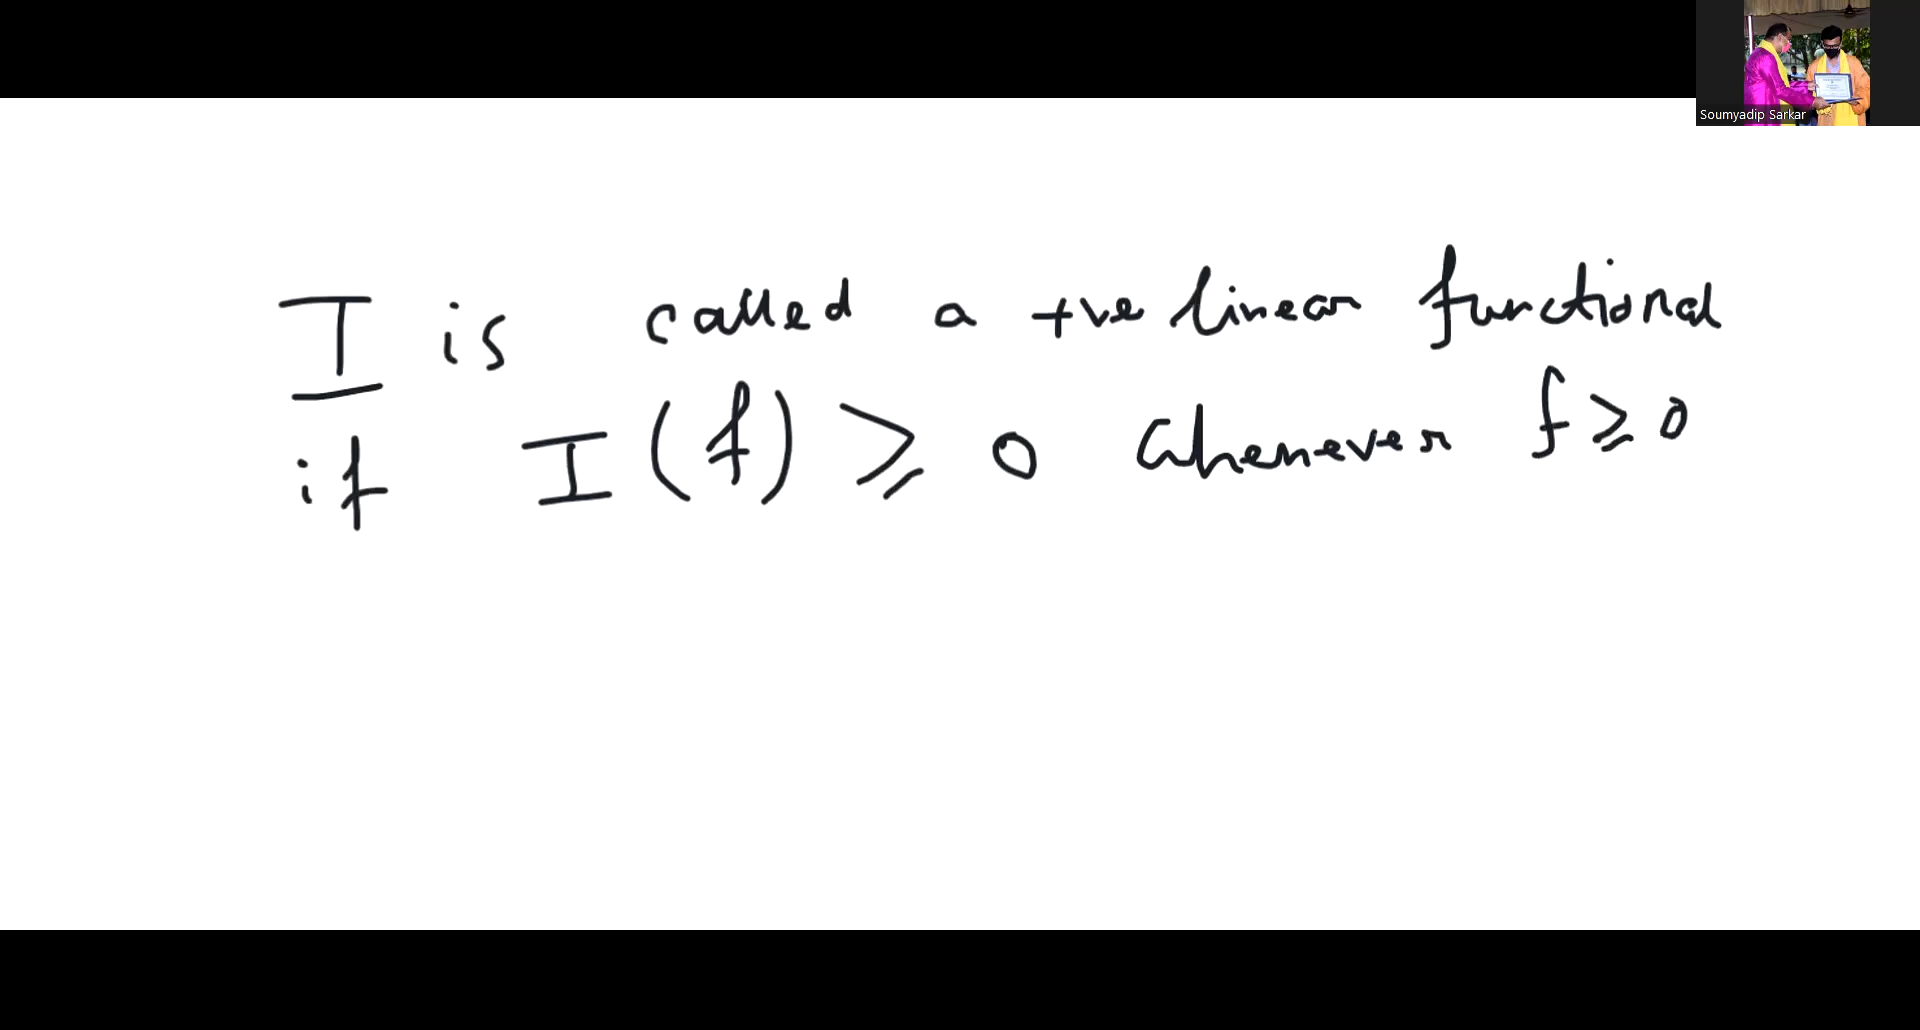 Soumyadip Sarkar
I is called a +ve linear functional
if I(f) ≥ 0 whenever f ≥ 0